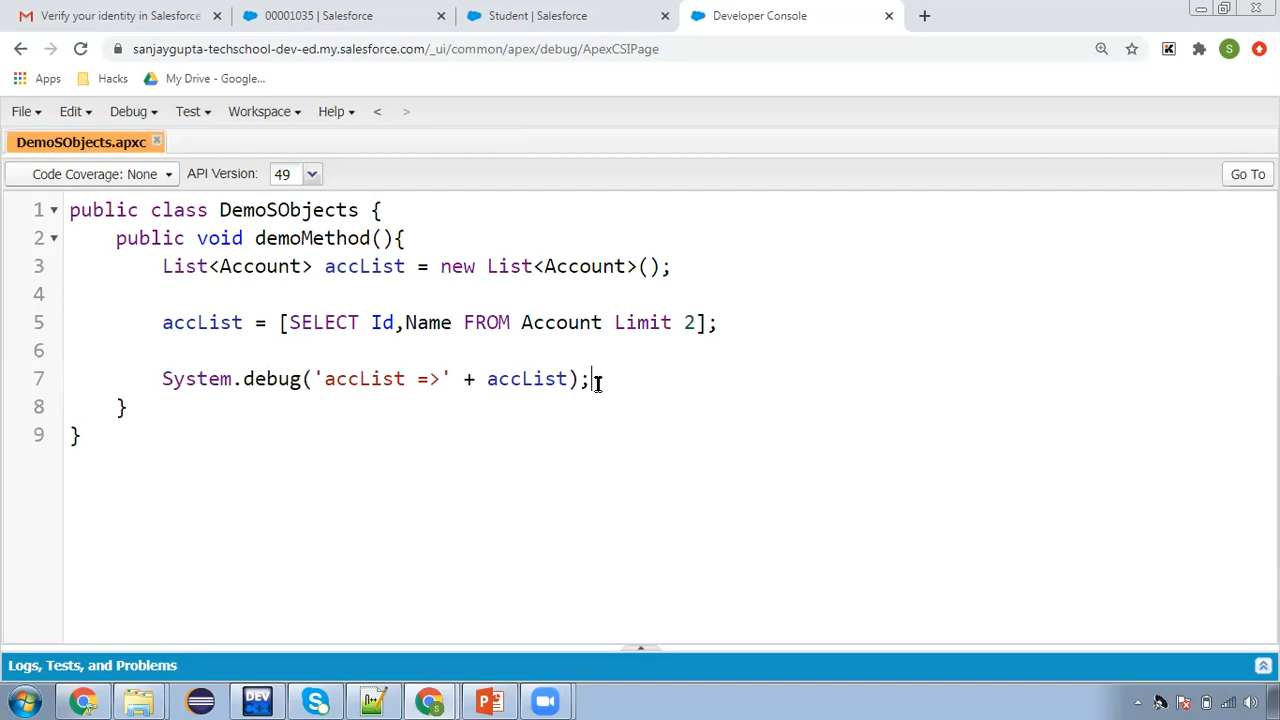 Verify your identity in Salesforce
00001035 | Salesforce
Student | Salesforce
Developer Console
sanjaygupta-techschool-dev-ed.my.salesforce.com/_ui/common/apex/debug/ApexCSIPage
S
Apps Hacks My Drive - Google...
File Edit Debug Test Workspace Help < >
DemoSObjects.apxc
Code Coverage: None API Version: 49 Go To
1 public class DemoSObjects {
2 public void demoMethod(){
3 List<Account> accList = new List<Account>();
4
5 accList = [SELECT Id,Name FROM Account Limit 2];
6
7 System.debug('accList =>' + accList);
8 }
9 }
Logs, Tests, and Problems
DEV C++